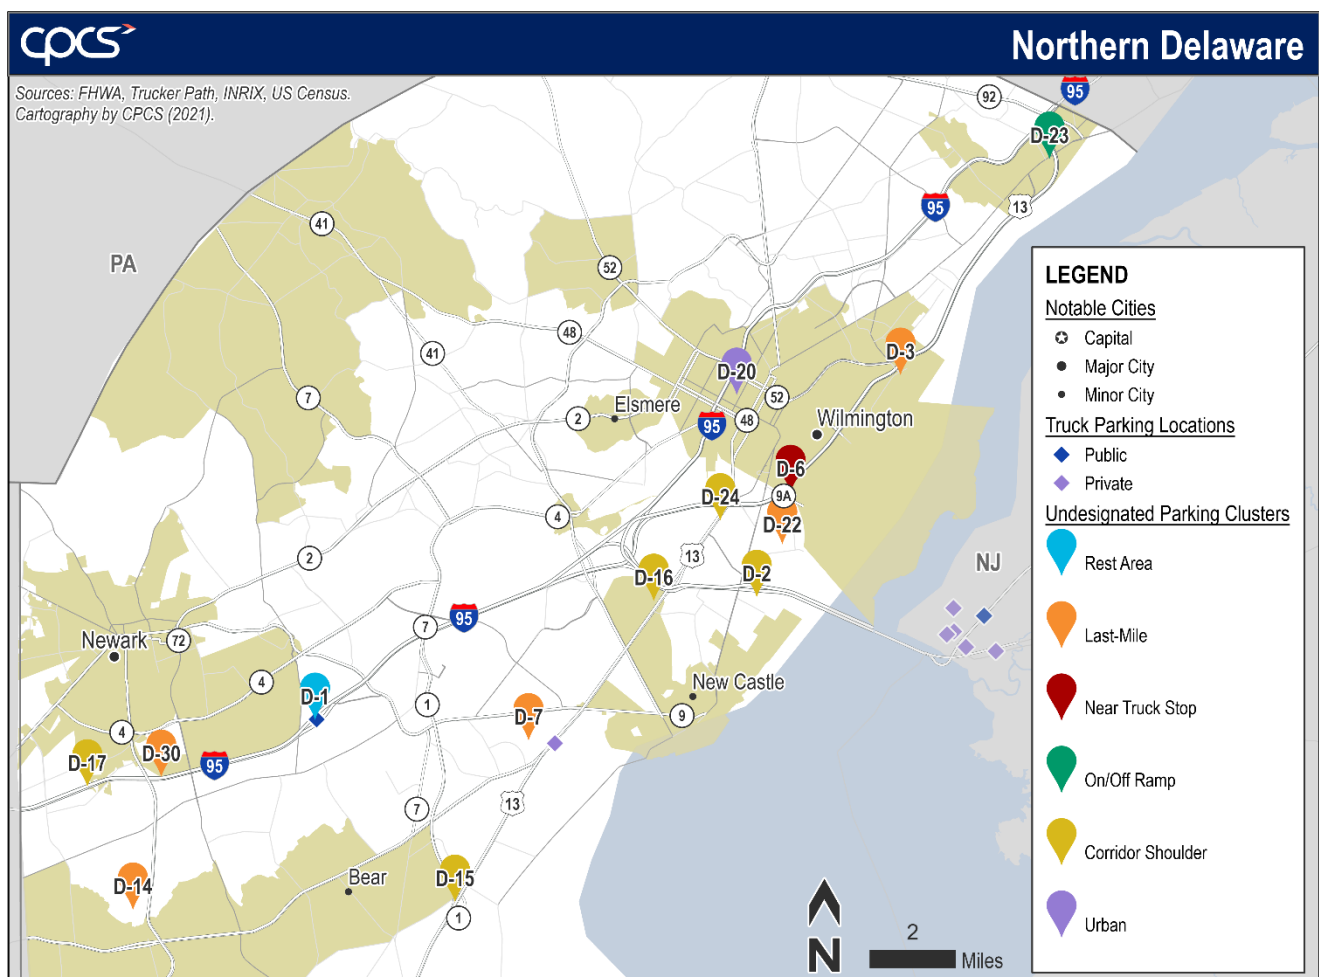 cpcs
Northern Delaware
Sources: FHWA, Trucker Path, INRIX, US Census.
Cartography by CPCS (2021).
95
92
D-23
95
13
41
PA
52
LEGEND
Notable Cities
Capital
Major City
Minor City
Truck Parking Locations
Public
Private
Undesignated Parking Clusters
Rest Area
Last-Mile
Near Truck Stop
On/Off Ramp
Corridor Shoulder
Urban
48
41
D-3
D-20
7
52
Elsmere
2
95
48
Wilmington
D-6
D-24
9A
4
D-22
2
13
NJ
D-16
D-2
95
7
Newark
72
4
D-1
New Castle
1
D-7
9
4
D-17
D-30
95
13
7
Bear
D-14
D-15
1
2
N
Miles